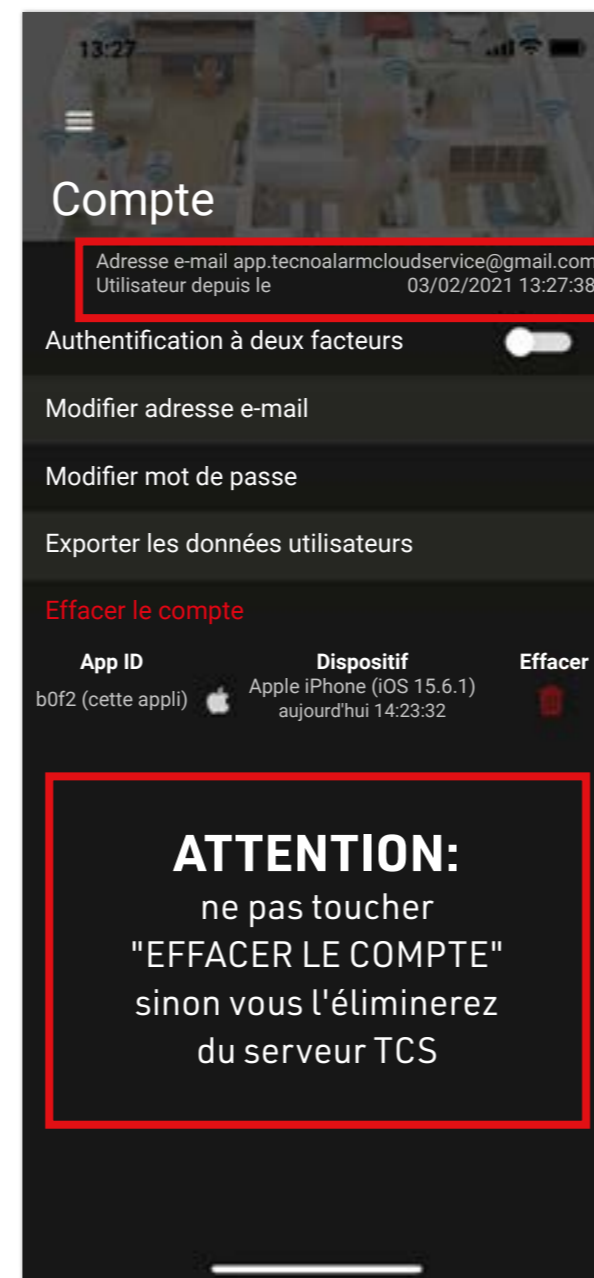 13:27
Compte
Adresse e-mail app.tecnoalarmcloudservice@gmail.com
Utilisateur depuis le 03/02/2021 13:27:38
Authentification à deux facteurs
Modifier adresse e-mail
Modifier mot de passe
Exporter les données utilisateurs
Effacer le compte
App ID Dispositif Effacer
b0f2 (cette appli) Apple iPhone (iOS 15.6.1)
aujourd'hui 14:23:32
ATTENTION:
ne pas toucher
"EFFACER LE COMPTE"
sinon vous l'éliminerez
du serveur TCS